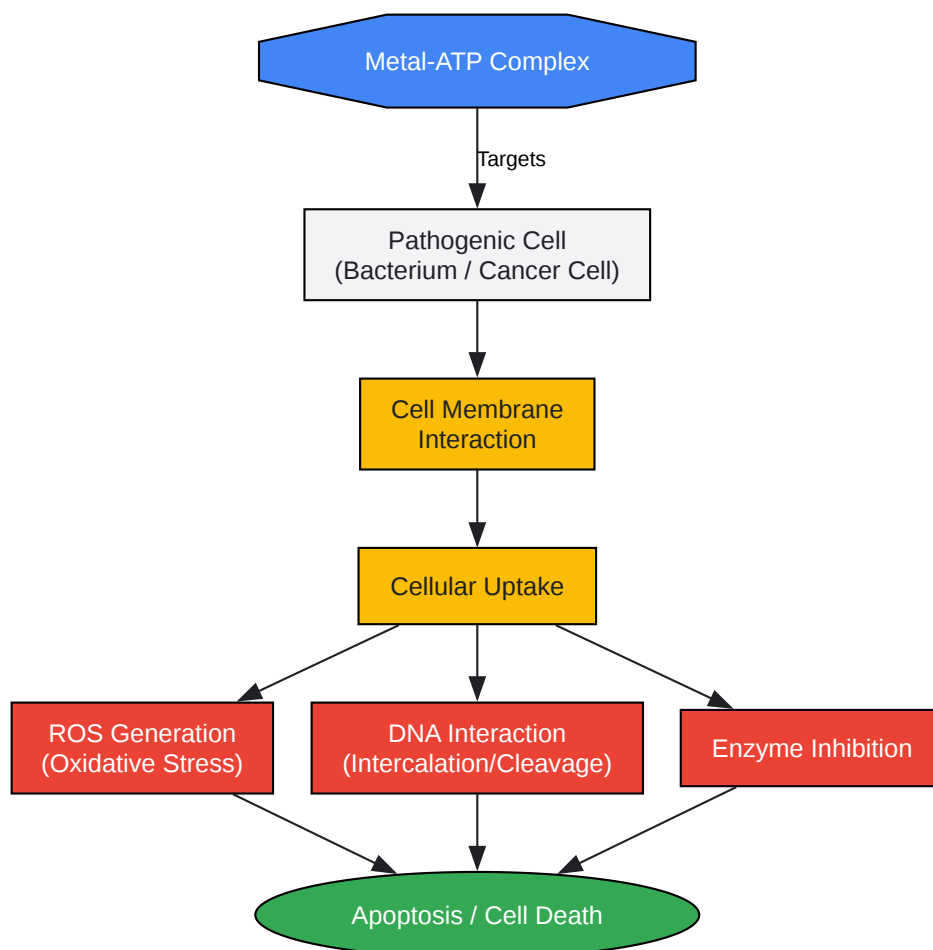 Metal-ATP Complex
Targets
Pathogenic Cell
(Bacterium / Cancer Cell)
Cell Membrane
Interaction
Cellular Uptake
ROS Generation
(Oxidative Stress)
DNA Interaction
(Intercalation/Cleavage)
Enzyme Inhibition
Apoptosis / Cell Death